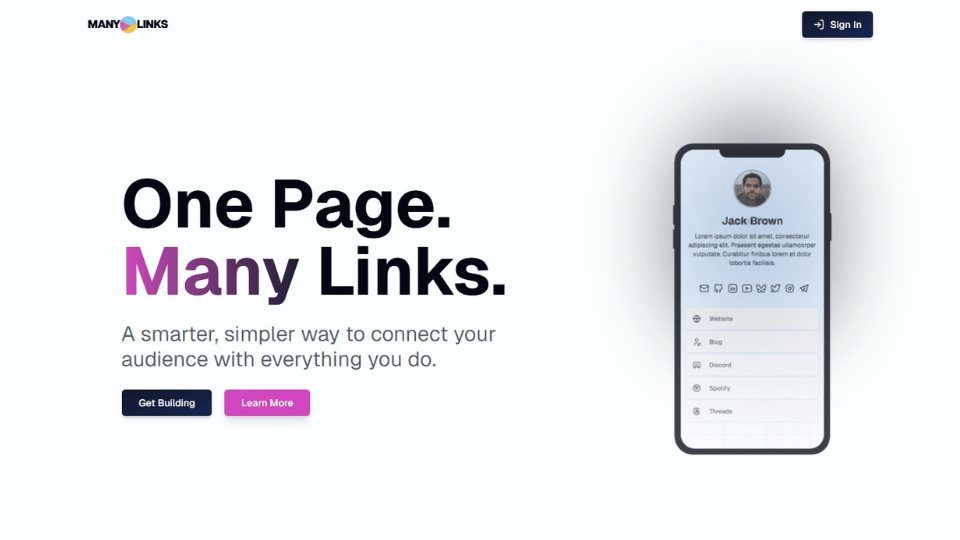 MANY LINKS
Sign In
One Page.
Many Links.
A smarter, simpler way to connect your
audience with everything you do.
Get Building
Learn More
Jack Brown
Lorem ipsum dolor sit amet, consectetur
adipiscing elit. Praesent egestas ullamcorper
vulputate. Curabitur finibus lorem et dolor
lobortis facilisis.
Website
Blog
Discord
Spotify
Threads